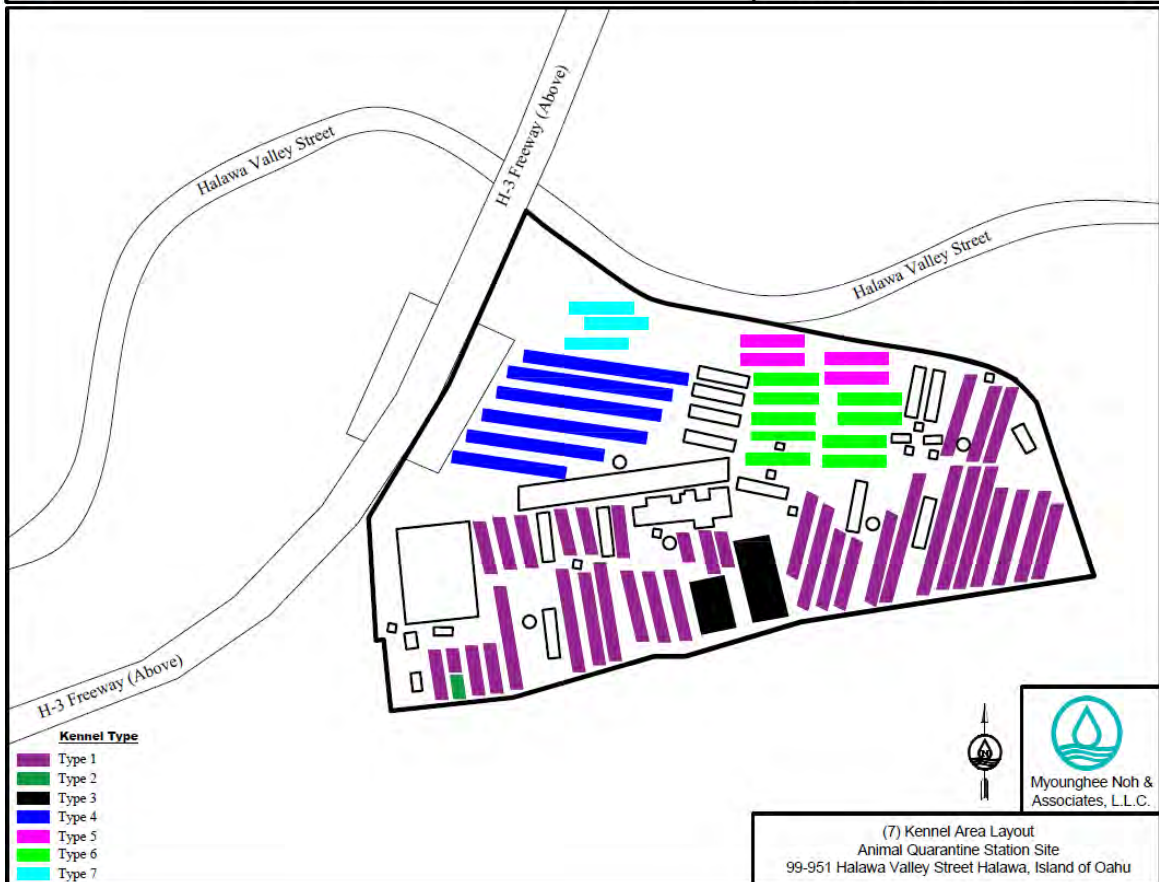 Halawa Valley Street
H-3 Freeway (Above)
Halawa Valley Street
H-3 Freeway (Above)
Kennel Type
Type 1
Type 2
Type 3
Type 4
Type 5
Type 6
Type 7
Myounghee Noh &
Associates, L.L.C.
(7) Kennel Area Layout
Animal Quarantine Station Site
99-951 Halawa Valley Street Halawa, Island of Oahu